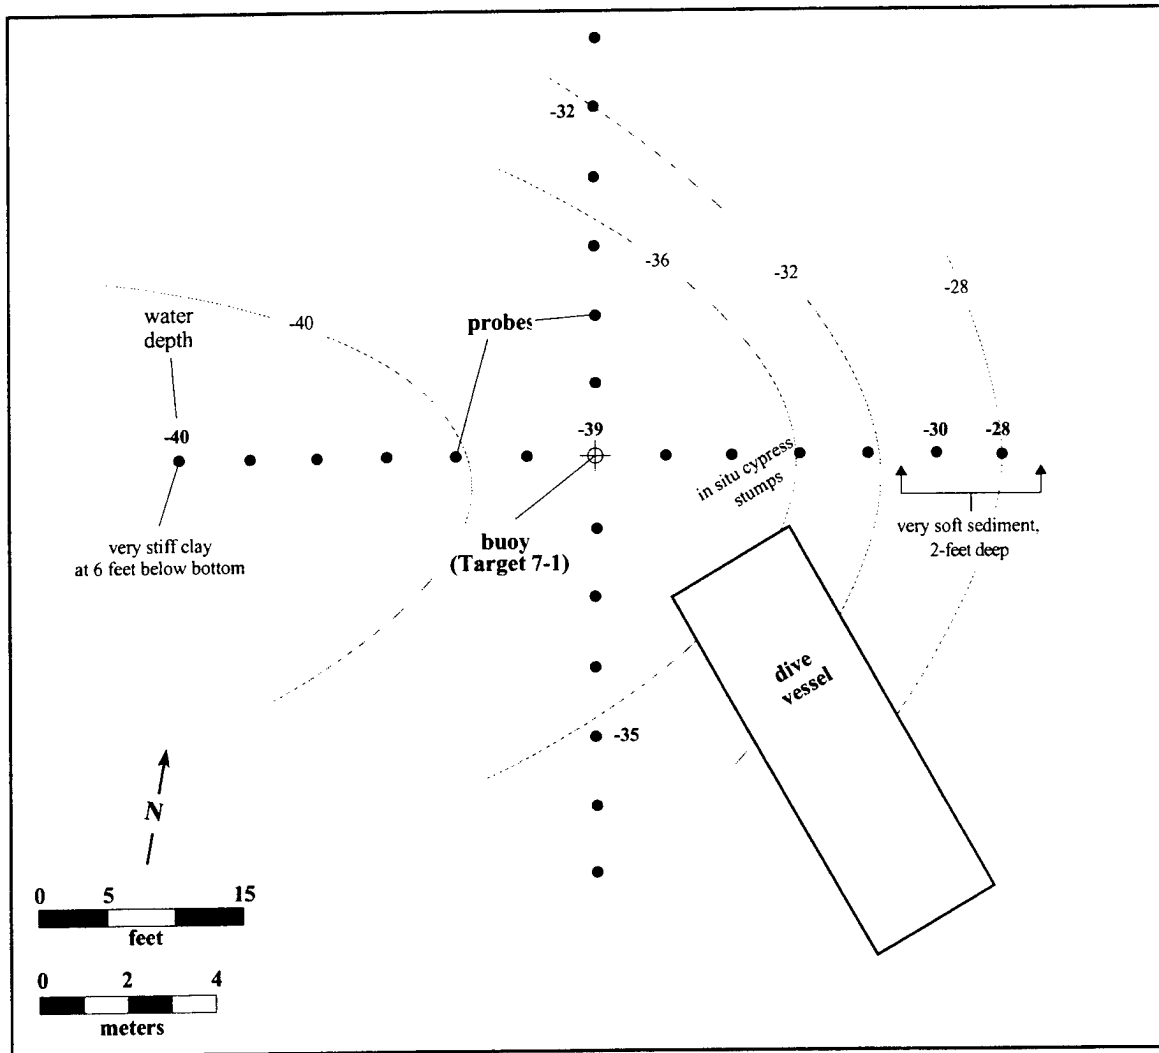 -32
-36
-32
-28
water
depth
-40
probes
-40
-39
-30
-28
in situ cypress
stumps
very stiff clay
at 6 feet below bottom
buoy
(Target 7-1)
very soft sediment,
2-feet deep
dive
vessel
-35
N
0 5 15
feet
0 2 4
meters